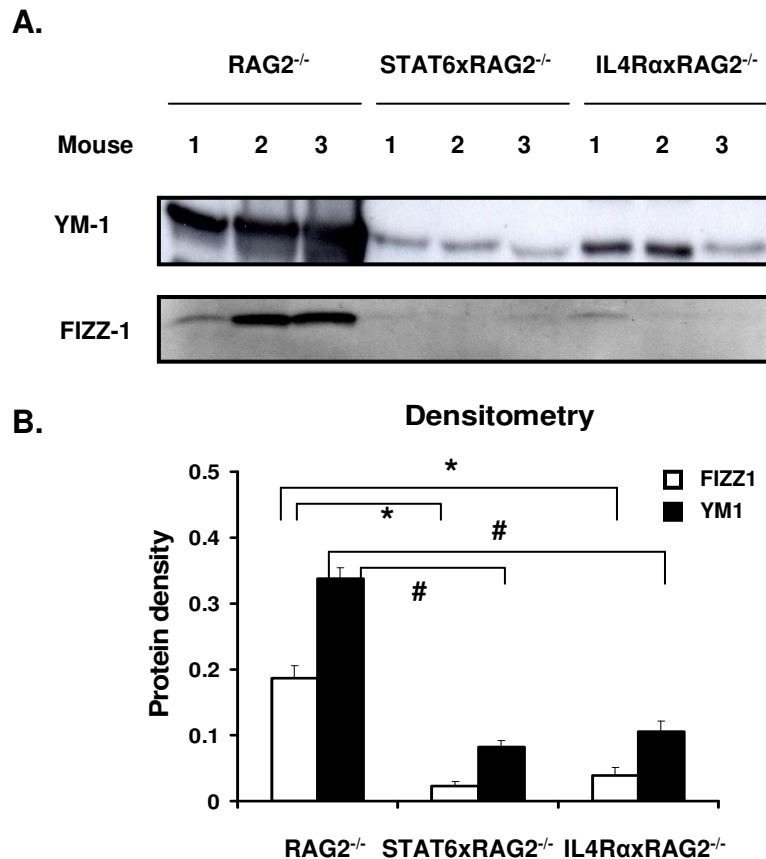 A.
RAG2-/- STAT6xRAG2-/- IL4RαxRAG2-/-
Mouse 1 2 3 1 2 3 1 2 3
YM-1
FIZZ-1
B.
Densitometry
Protein density
0.5
0.4
0.3
0.2
0.1
0
*
*
#
#
FIZZ1
YM1
RAG2-/- STAT6xRAG2-/- IL4RαxRAG2-/-